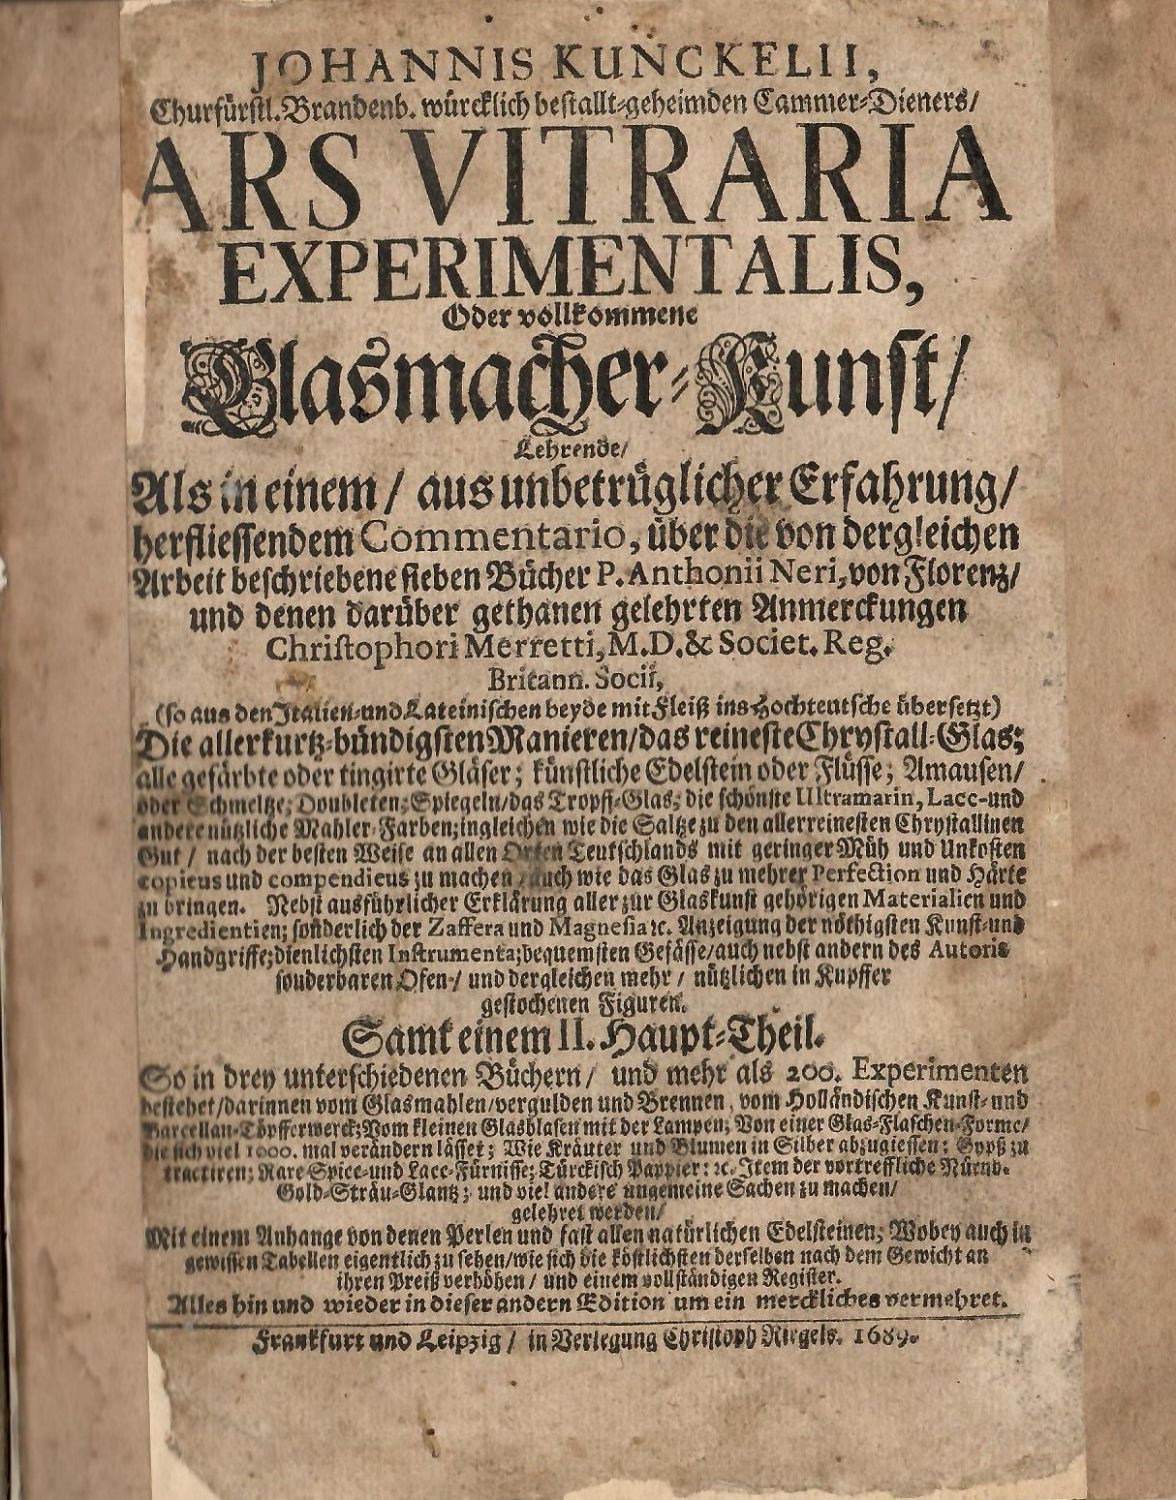 JOHANNIS KUNCKELII,
Churfürstl. Brandenb. würcklich bestallt-geheimden Cammer-Dieners/
ARS VITRARIA
EXPERIMENTALIS,
Oder vollkommene
Glasmacher-Kunst/
Lehrende/
Als in einem/ aus unbetrüglicher Erfahrung/
herfliessendem Commentario, über die von dergleichen
Arbeit beschriebene sieben Bücher P. Anthonii Neri, von Florenz/
und denen darüber gethanen gelehrten Anmerckungen
Christophori Merretti, M.D. & Societ. Reg.
Britann. Socii,
(so aus den Italien-und Lateinischen beyde mit Fleiß ins Hochteutsche übersetzt)
Die allerkurtz-bündigsten Manieren/das reineste Chrystall-Glas;
alle gefärbte oder tingirte Gläser; künstliche Edelstein oder Flüsse; Amausen/
oder Schmeltze; Doubleten; Spiegeln/das Tropff-Glas; die schönste Ultramarin, Lacc-und
andere nützliche Mahler-Farben; ingleichen wie die Saltze zu den allerreinesten Chrystallinen
Gut / nach der besten Weise an allen Orten Teutschlands mit geringer Müh und Unkosten
copieus und compendieus zu machen, auch wie das Glas zu mehrer Perfection und Härte
zu bringen. Nebst ausführlicher Erklärung aller zur Glaskunst gehörigen Materialien und
Ingredientien; sonderlich der Zaffera und Magnesia ꝛc. Anzeigung der nöthigsten Kunst-und
Handgriffe; dienlichsten Instrumenta; bequemsten Gefässe/auch nebst andern des Autoris
sonderbaren Ofen-/ und dergleichen mehr / nützlichen in Kupffer
gestochenen Figuren.
Samt einem II. Haupt-Theil.
So in drey unterschiedenen Büchern/ und mehr als 200. Experimenten
bestehet/darinnen vom Glasmahlen/vergulden und Brennen, vom Holländischen Kunst-und
Barcellan-Töpfferwerck; Vom kleinen Glasblasen mit der Lampen; Von einer Glas-Flaschen-Forme/
die sich viel 1000. mal verändern lässet; Wie Kräuter und Blumen in Silber abzugiessen; Gypß zu
tractiren; Rare Spicc-und Lacc-Fürnisse; Türckisch Pappier: ꝛc. Item der vortreffliche Nürnb.
Gold-Sträu-Glantz; und viel andere ungemeine Sachen zu machen/
gelehret werden/
Mit einem Anhange von denen Perlen und fast allen natürlichen Edelsteinen; Wobey auch in
gewissen Tabellen eigentlich zu sehen/wie sich die köstlichsten derselben nach dem Gewicht an
ihren Preiß verhöhen/ und einem vollständigen Register.
Alles hin und wieder in dieser andern Edition um ein merckliches vermehret.
Franckfurt und Leipzig / in Verlegung Christoph Riegels. 1689.